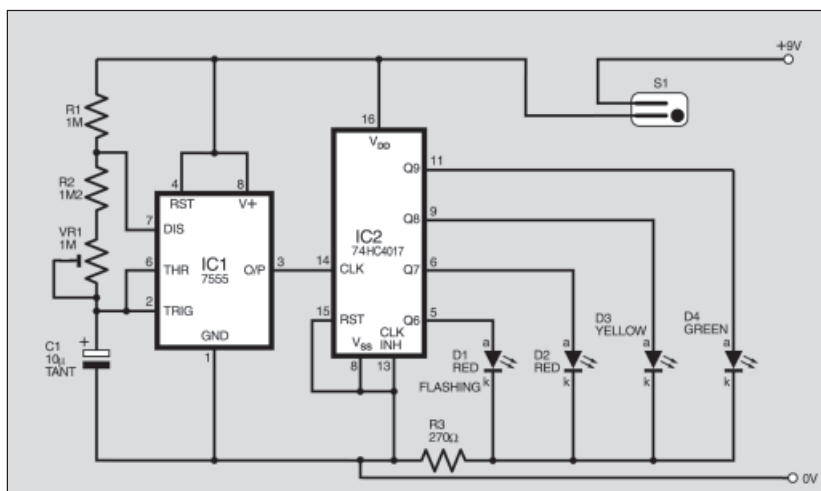 +9V
S1
R1
1M
16
VDD
Q9
11
R2
1M2
4
8
RST
V+
Q8
9
VR1
1M
7
DIS
IC2
74HC4017
IC1
7555
6
THR
O/P
3
14
CLK
Q7
6
2
TRIG
15
RST
Q6
5
D3
YELLOW
D4
GREEN
GND
CLK
INH
VSS
a
a
a
a
+
C1
10µ
TANT
1
8
13
D1
RED
D2
RED
k
k
k
k
FLASHING
R3
270Ω
0V